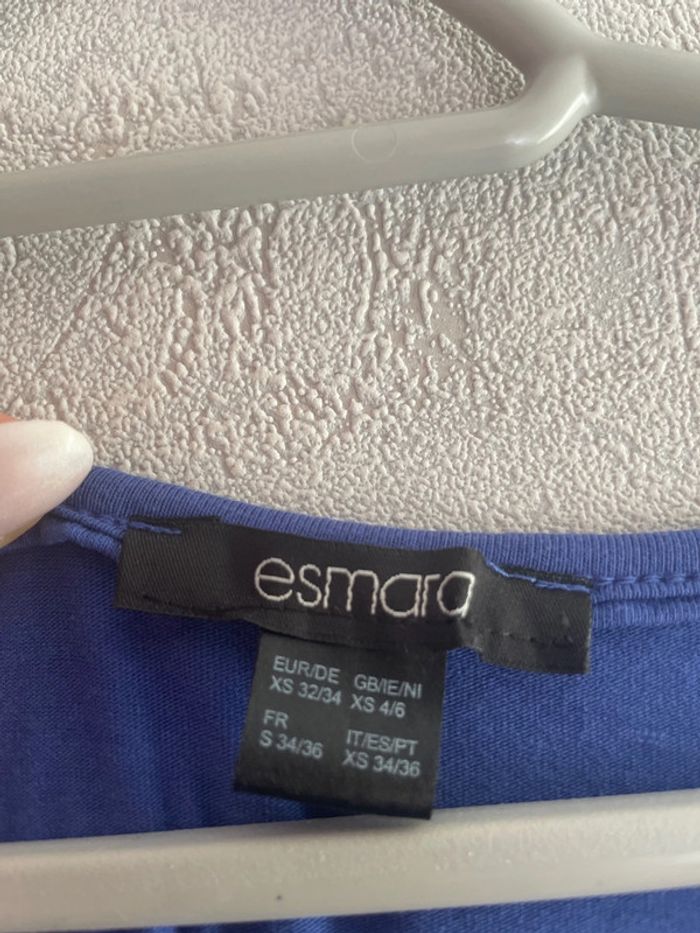 esmara
EUR/DE GB/IE/NI
XS 32/34 XS 4/6
FR IT/ES/PT
S 34/36 XS 34/36